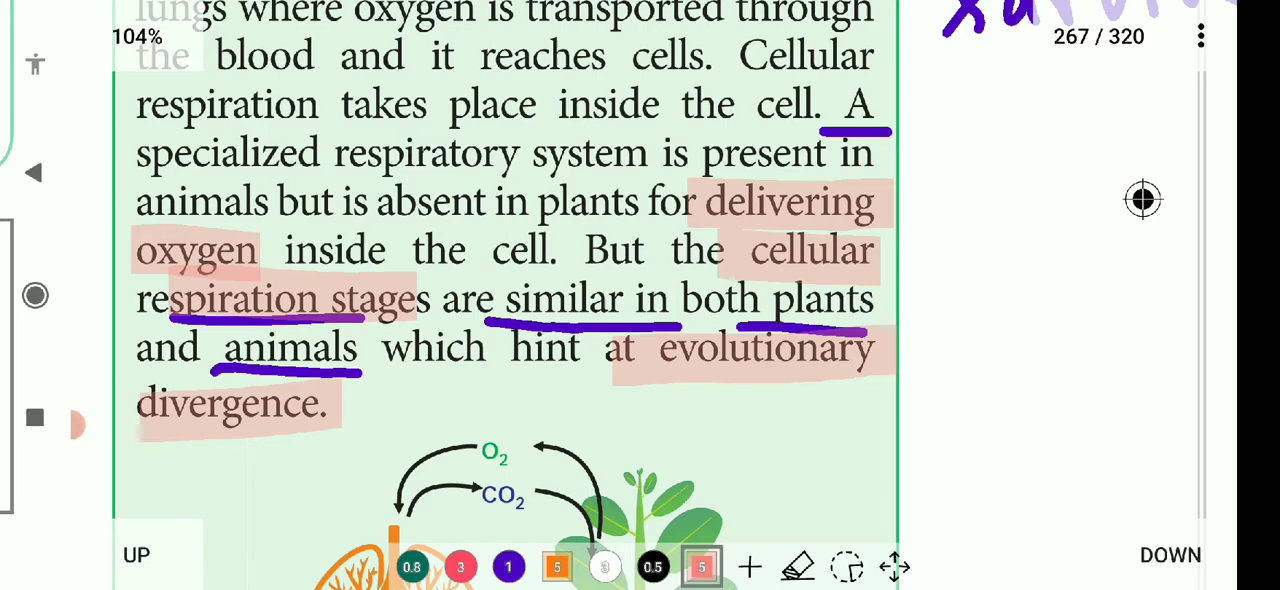 lungs where oxygen is transported through
104%
267 / 320
the blood and it reaches cells. Cellular
respiration takes place inside the cell. A
specialized respiratory system is present in
animals but is absent in plants for delivering
oxygen inside the cell. But the cellular
respiration stages are similar in both plants
and animals which hint at evolutionary
divergence.
O2
CO2
UP
DOWN
0.8 3 1 5 3 0.5 5